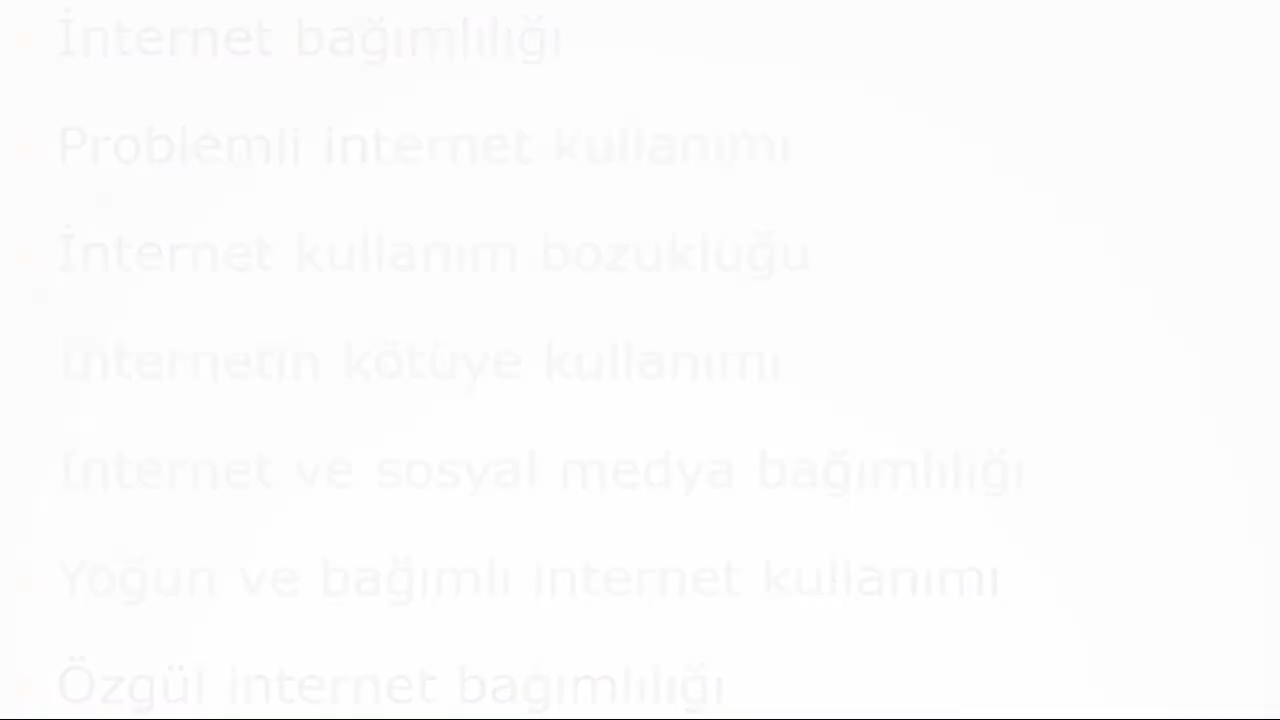 İnternet bağımlılığı
Problemli internet kullanımı
İnternet kullanım bozukluğu
İnternetin kötüye kullanımı
İnternet ve sosyal medya bağımlılığı
Yoğun ve bağımlı internet kullanımı
Özgül internet bağımlılığı